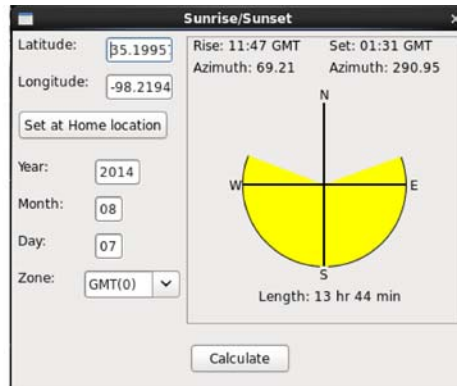 Sunrise/Sunset
Latitude: 35.19957
Longitude: -98.2194
Set at Home location
Year: 2014
Month: 08
Day: 07
Zone: GMT(0)
Rise: 11:47 GMT Set: 01:31 GMT
Azimuth: 69.21 Azimuth: 290.95
N
W E
S
Length: 13 hr 44 min
Calculate